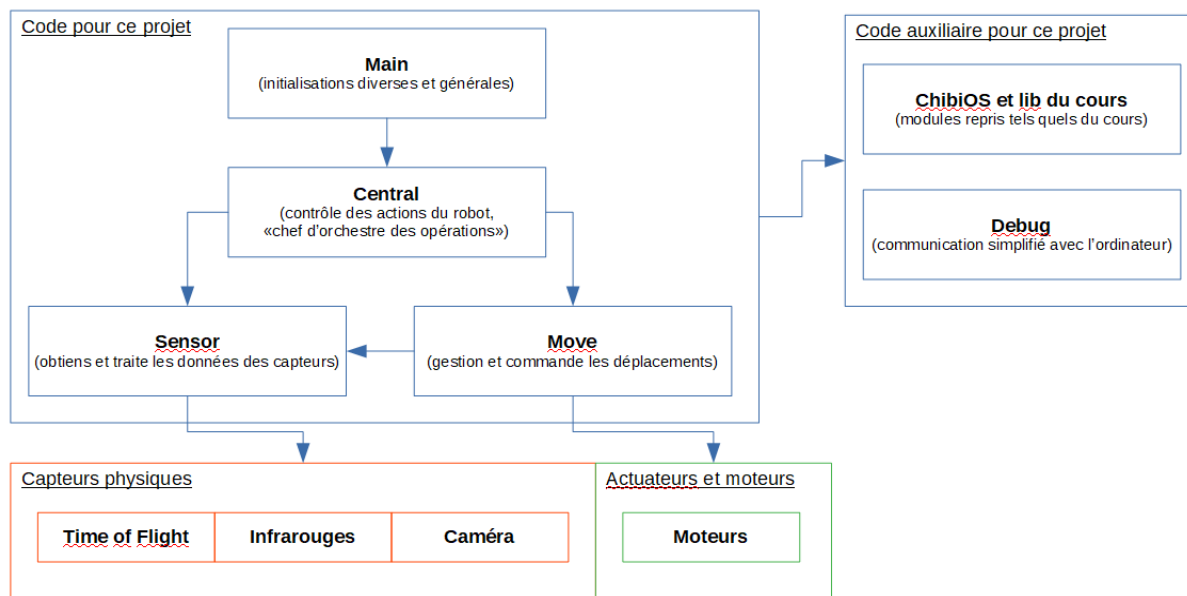 Code pour ce projet
Main
(initialisations diverses et générales)
Central
(contrôle des actions du robot,
«chef d'orchestre des opérations»)
Sensor
(obtiens et traite les données des capteurs)
Move
(gestion et commande les déplacements)
Code auxiliaire pour ce projet
ChibiOS et lib du cours
(modules repris tels quels du cours)
Debug
(communication simplifié avec l'ordinateur)
Capteurs physiques
Time of Flight
Infrarouges
Caméra
Actuateurs et moteurs
Moteurs